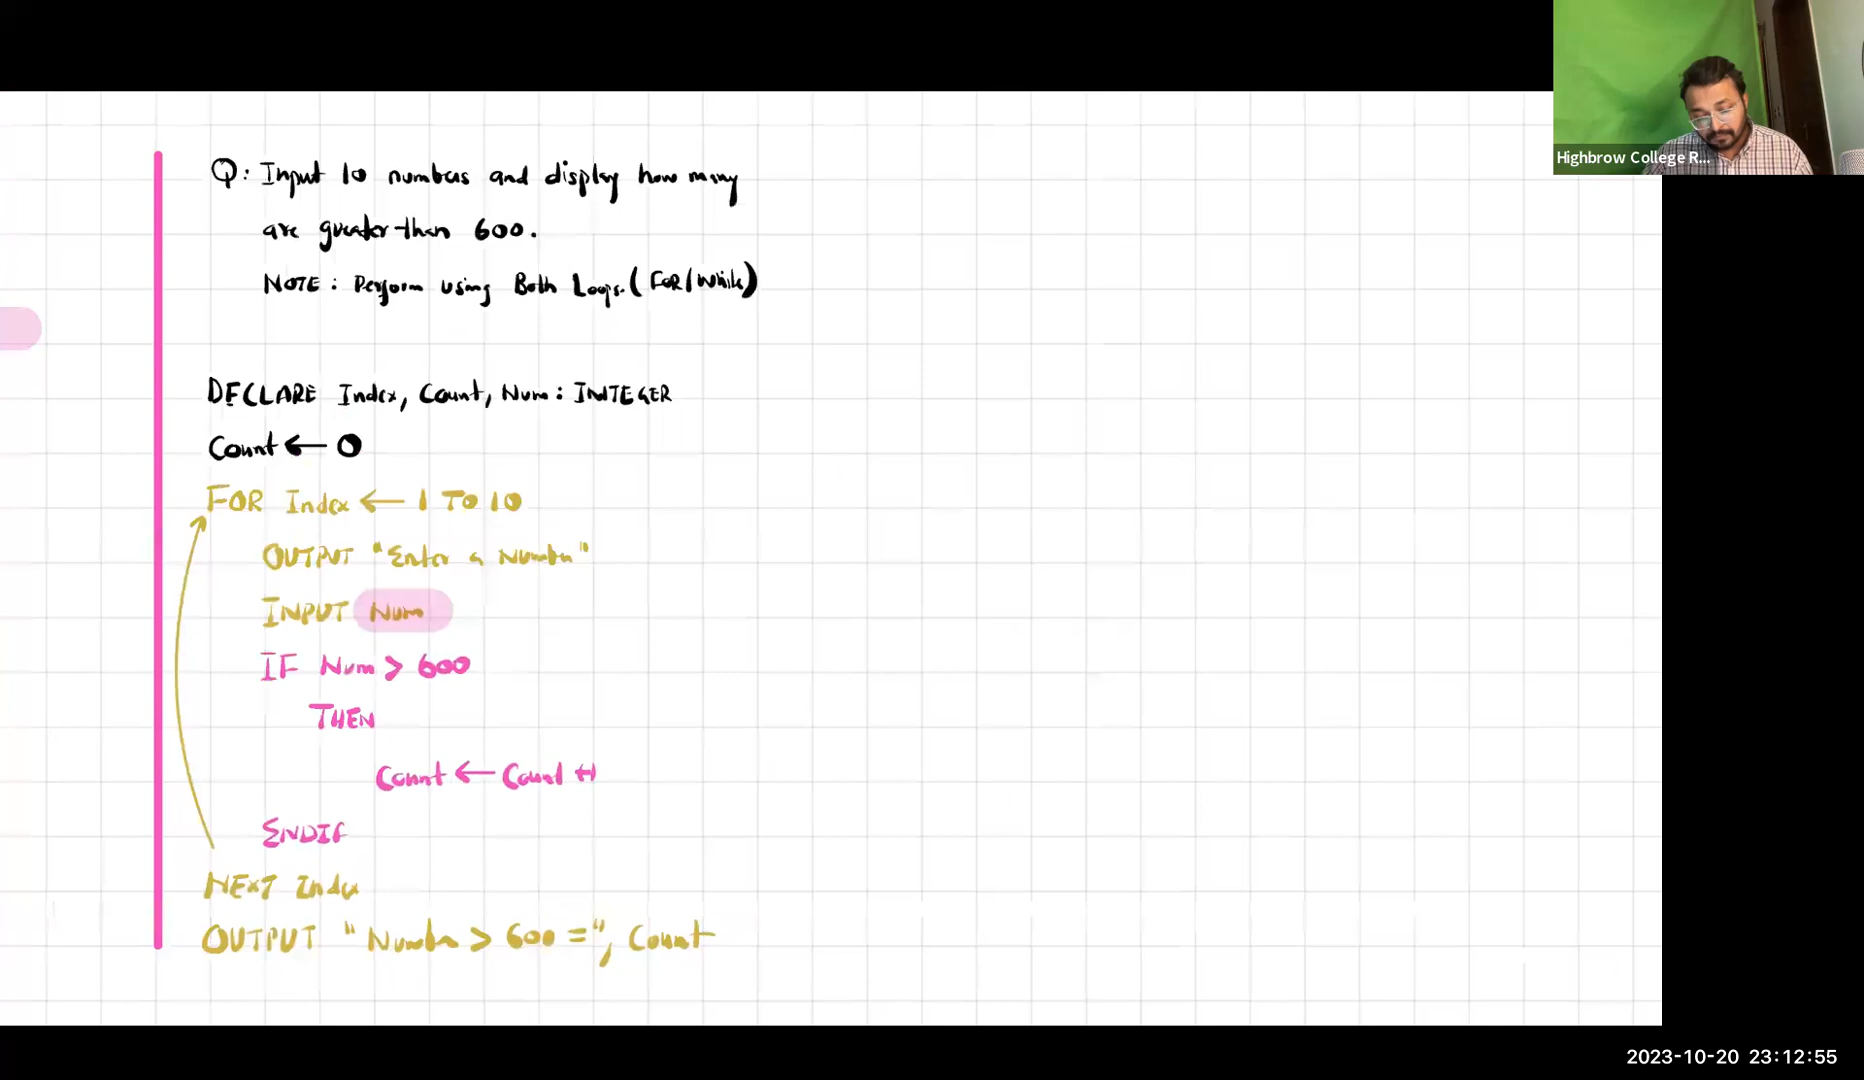 Q: Input 10 numbers and display how many
are greater than 600.
NOTE: Perform using Both Loops. (FOR/While)
DECLARE Index, Count, Num: INTEGER
Count ← 0
FOR Index ← 1 TO 10
OUTPUT "Enter a Number"
INPUT Num
IF Num > 600
THEN
Count ← Count +1
ENDIF
NEXT Index
OUTPUT "Number > 600 =", Count
Highbrow College R...
2023-10-20 23:12:55